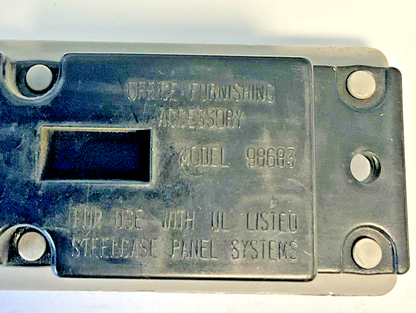 OFFICE FURNISHING
ACCESSORY
MODEL 98683
FOR USE WITH UL LISTED
STEELCASE PANEL SYSTEMS